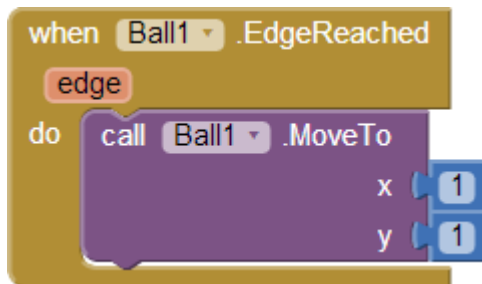 when Ball1 .EdgeReached
edge
do call Ball1 .MoveTo
x 1
y 1